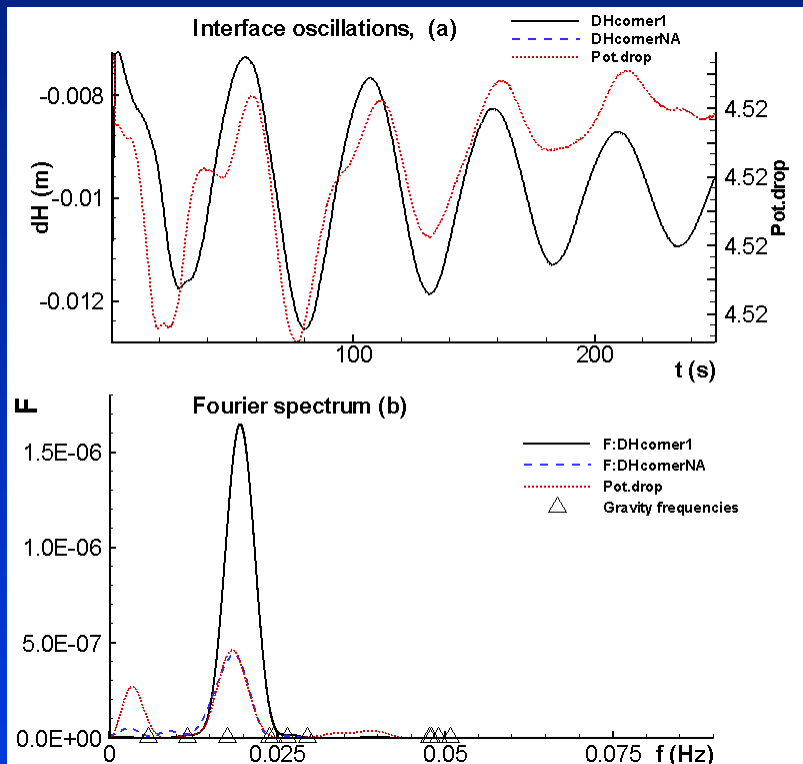 Interface oscillations, (a)
DHcorner1
DHcornerNA
Pot.drop
dH (m)
-0.008
-0.01
-0.012
100
200
t (s)
4.52
4.52
4.52
4.52
Pot.drop
F
Fourier spectrum (b)
F:DHcorner1
F:DHcornerNA
Pot.drop
Gravity frequencies
1.5E-06
1.0E-06
5.0E-07
0.0E+00
0
0.025
0.05
0.075
f (Hz)